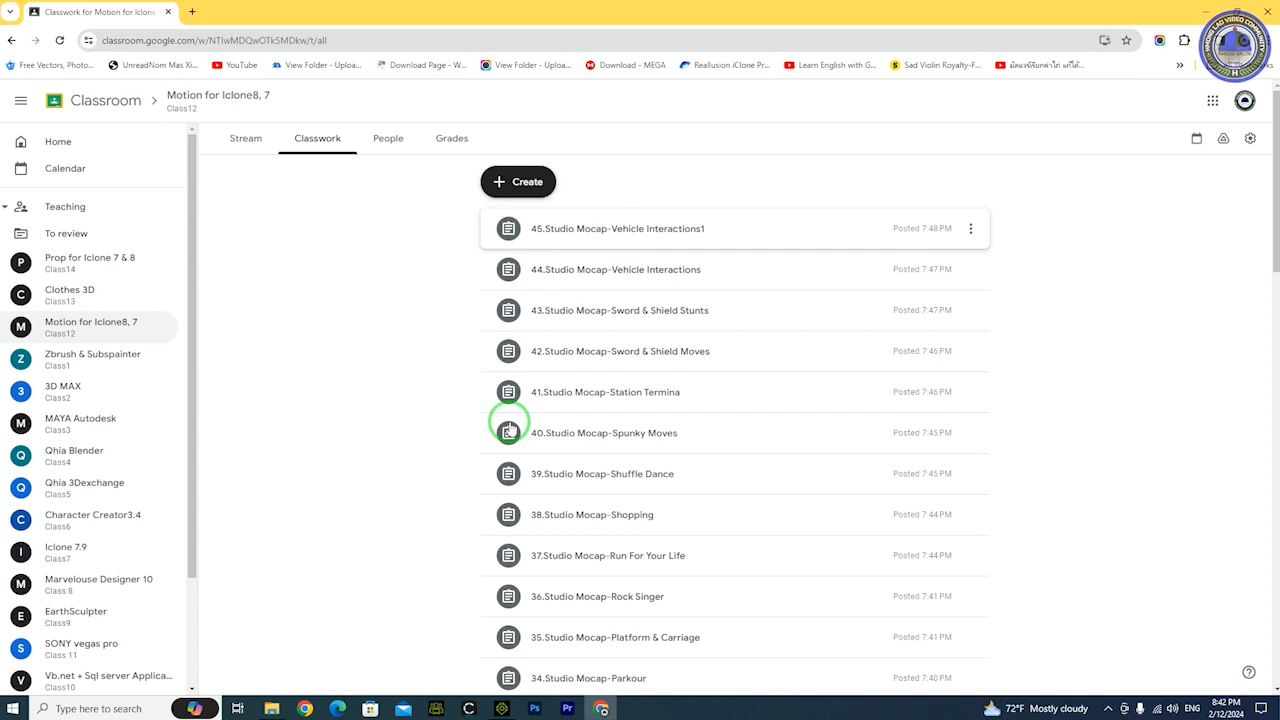 Classwork for Motion for Iclone
classroom.google.com/w/NTIwMDQwOTk5MDkw/t/all
Free Vectors, Photo...
UnreadNom Mas Xi...
YouTube
View Folder - Uploa...
Download Page - W...
View Folder - Uploa...
Download - MEGA
Reallusion iClone Pr...
Learn English with G...
Sad Violin Royalty-F...
HMONG LAO VIDEO COMMUNITY
H
Classroom
Motion for Iclone8, 7
Class12
Home
Calendar
Teaching
To review
P
Prop for Iclone 7 & 8
Class14
C
Clothes 3D
Class13
M
Motion for Iclone8, 7
Class12
Z
Zbrush & Subspainter
Class1
3
3D MAX
Class2
M
MAYA Autodesk
Class3
Q
Qhia Blender
Class4
Q
Qhia 3Dexchange
Class5
C
Character Creator3.4
Class6
I
Iclone 7.9
Class7
M
Marvelouse Designer 10
Class 8
E
EarthSculpter
Class9
S
SONY vegas pro
Class 11
V
Vb.net + Sql server Applica...
Class10
Stream
Classwork
People
Grades
Create
45.Studio Mocap-Vehicle Interactions1
Posted 7:48 PM
44.Studio Mocap-Vehicle Interactions
Posted 7:47 PM
43.Studio Mocap-Sword & Shield Stunts
Posted 7:47 PM
42.Studio Mocap-Sword & Shield Moves
Posted 7:46 PM
41.Studio Mocap-Station Termina
Posted 7:46 PM
40.Studio Mocap-Spunky Moves
Posted 7:45 PM
39.Studio Mocap-Shuffle Dance
Posted 7:45 PM
38.Studio Mocap-Shopping
Posted 7:44 PM
37.Studio Mocap-Run For Your Life
Posted 7:44 PM
36.Studio Mocap-Rock Singer
Posted 7:41 PM
35.Studio Mocap-Platform & Carriage
Posted 7:41 PM
34.Studio Mocap-Parkour
Posted 7:40 PM
Type here to search
Ps
Pr
72°F Mostly cloudy
ENG
8:42 PM
2/12/2024